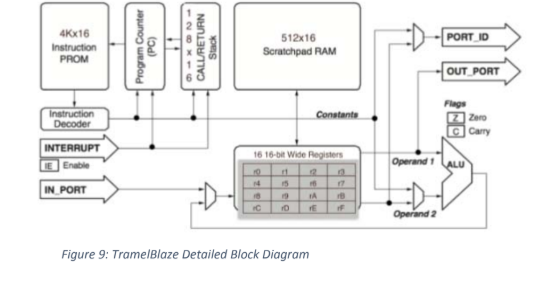 4Kx16
Instruction
PROM
Program Counter
(PC)
1
2
8
x
1
6
CALL/RETURN
Stack
512x16
Scratchpad RAM
PORT_ID
OUT_PORT
Instruction
Decoder
Constants
Flags
Z Zero
C Carry
INTERRUPT
IE Enable
16 16-bit Wide Registers
Operand 1
ALU
IN_PORT
r0 r1 r2 r3
r4 r5 r6 r7
r8 r9 rA rB
rC rD rE rF
Operand 2
Figure 9: TramelBlaze Detailed Block Diagram